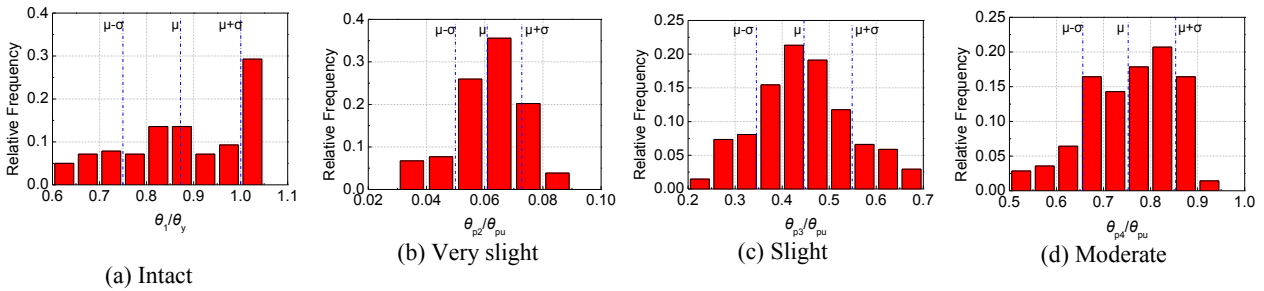 Relative Frequency
0.4
0.3
0.2
0.1
0.0
μ-σ
μ
μ+σ
0.6 0.7 0.8 0.9 1.0 1.1
θ1/θy
(a) Intact
Relative Frequency
0.4
0.3
0.2
0.1
0.0
μ-σ
μ
μ+σ
0.02 0.04 0.06 0.08 0.10
θp2/θpu
(b) Very slight
Relative Frequency
0.25
0.20
0.15
0.10
0.05
0.00
μ-σ
μ
μ+σ
0.2 0.3 0.4 0.5 0.6 0.7
θp3/θpu
(c) Slight
Relative Frequency
0.25
0.20
0.15
0.10
0.05
0.00
μ-σ
μ
μ+σ
0.5 0.6 0.7 0.8 0.9 1.0
θp4/θpu
(d) Moderate